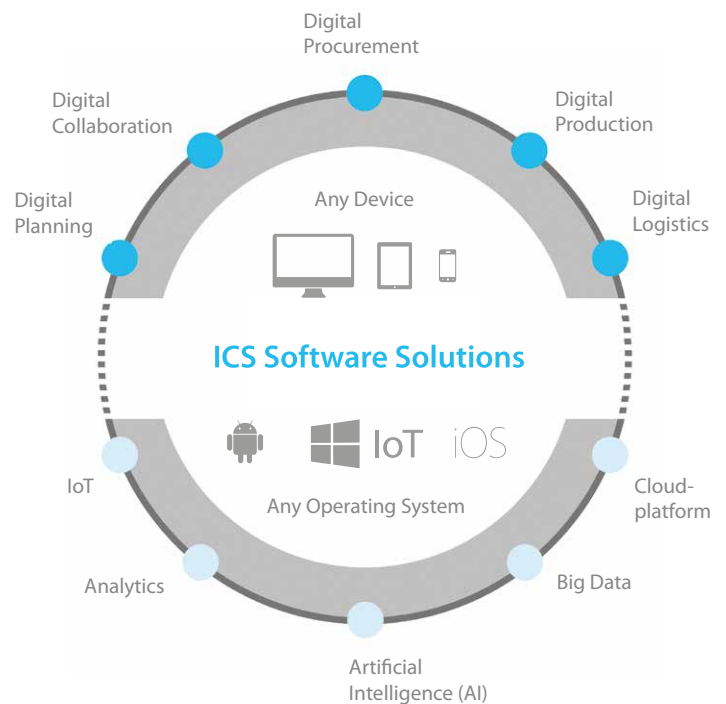 Digital
Procurement
Digital
Collaboration
Digital
Production
Digital
Planning
Any Device
Digital
Logistics
ICS Software Solutions
IoT iOS
IoT
Any Operating System
Cloud-
platform
Analytics
Big Data
Artificial
Intelligence (AI)